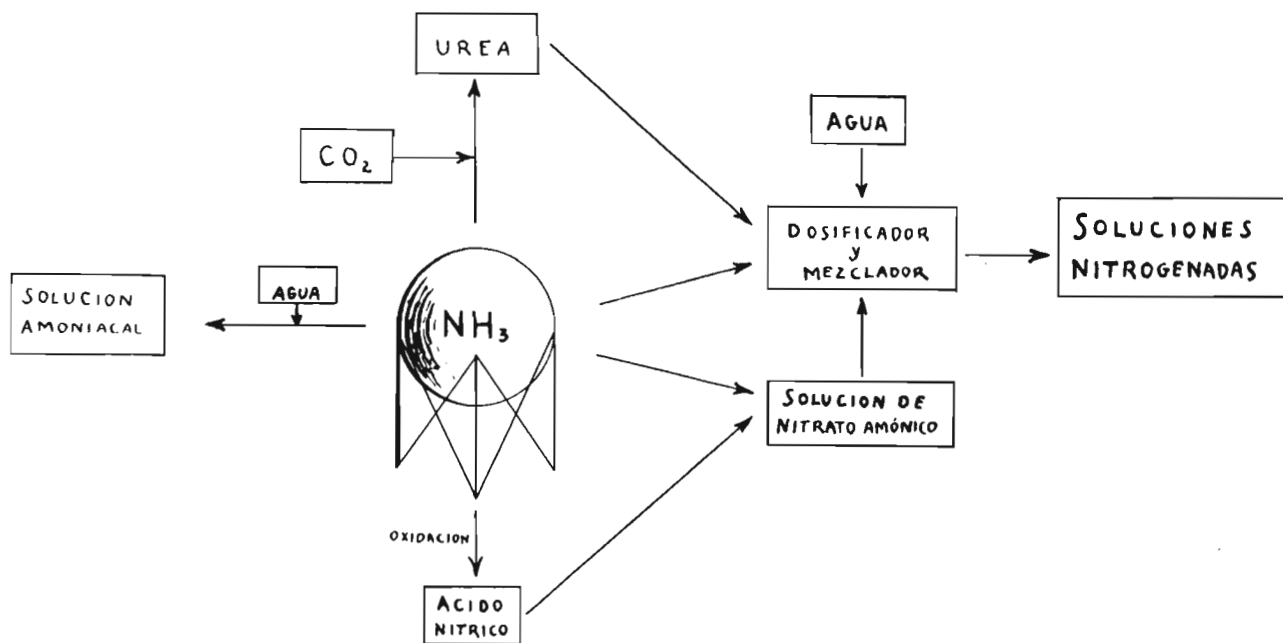 UREA
CO₂
AGUA
DOSIFICADOR
y
MEZCLADOR
SOLUCIONES
NITROGENADAS
SOLUCION
AMONIACAL
AGUA
NH₃
SOLUCION DE
NITRATO AMÓNICO
OXIDACION
ACIDO
NITRICO